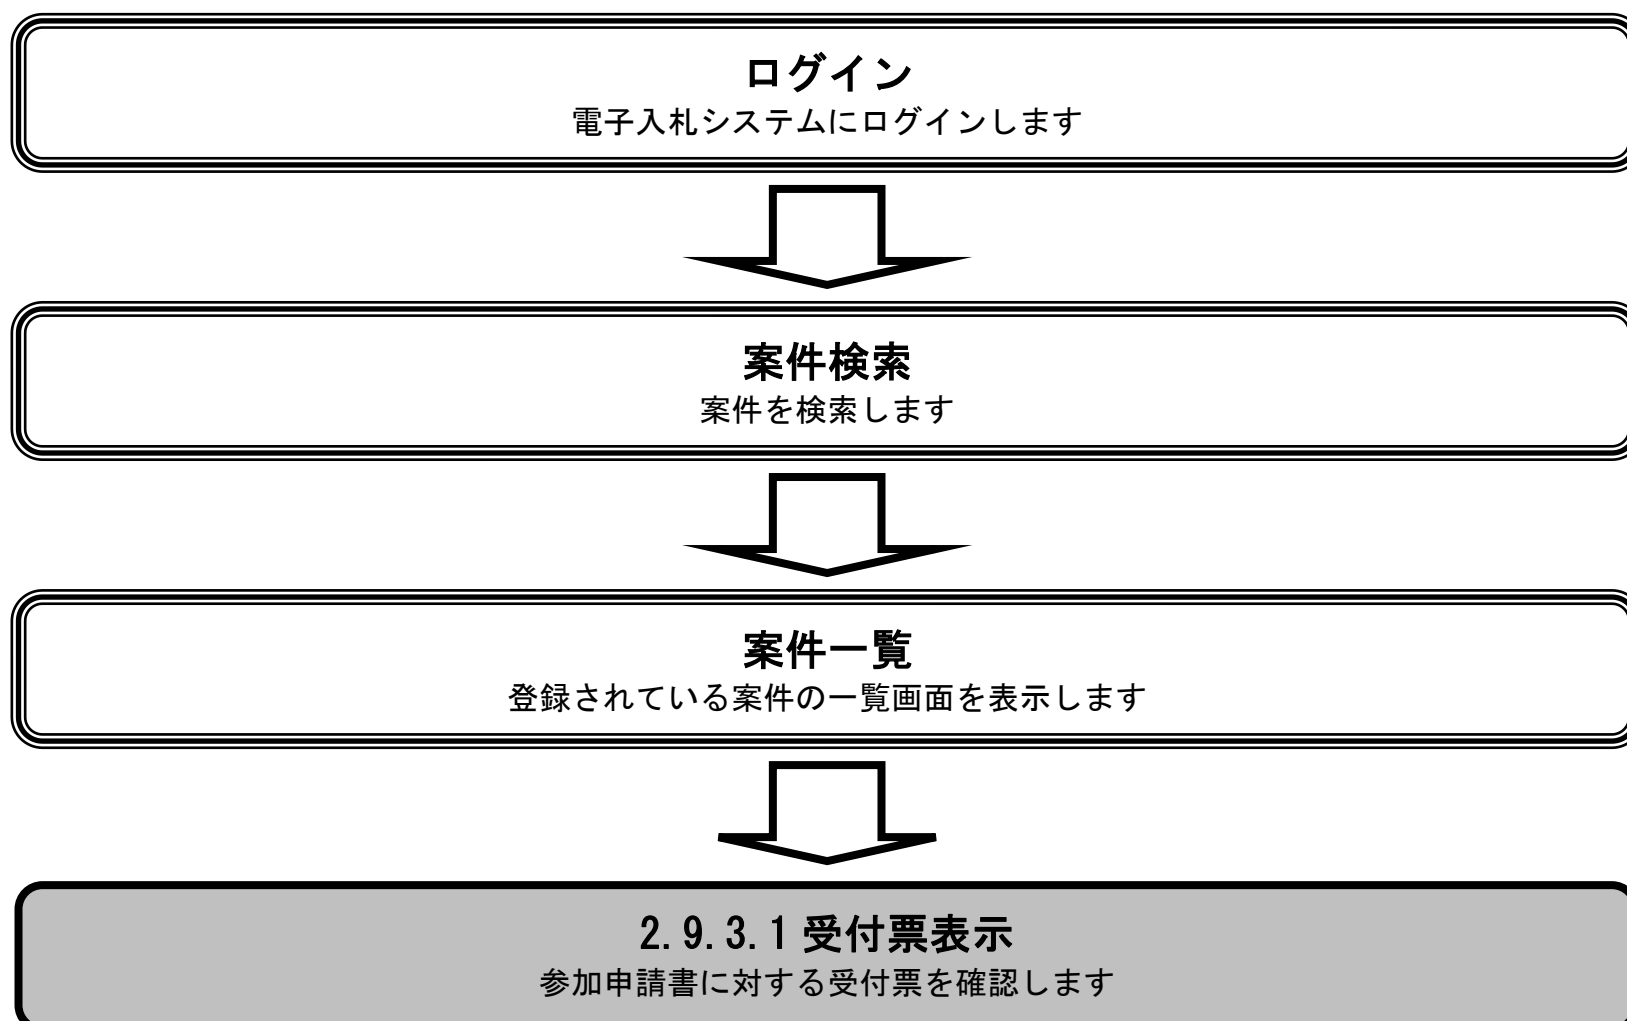 ログイン
電子入札システムにログインします
案件検索
案件を検索します
案件一覧
登録されている案件の一覧画面を表示します
2.9.3.1 受付票表示
参加申請書に対する受付票を確認します